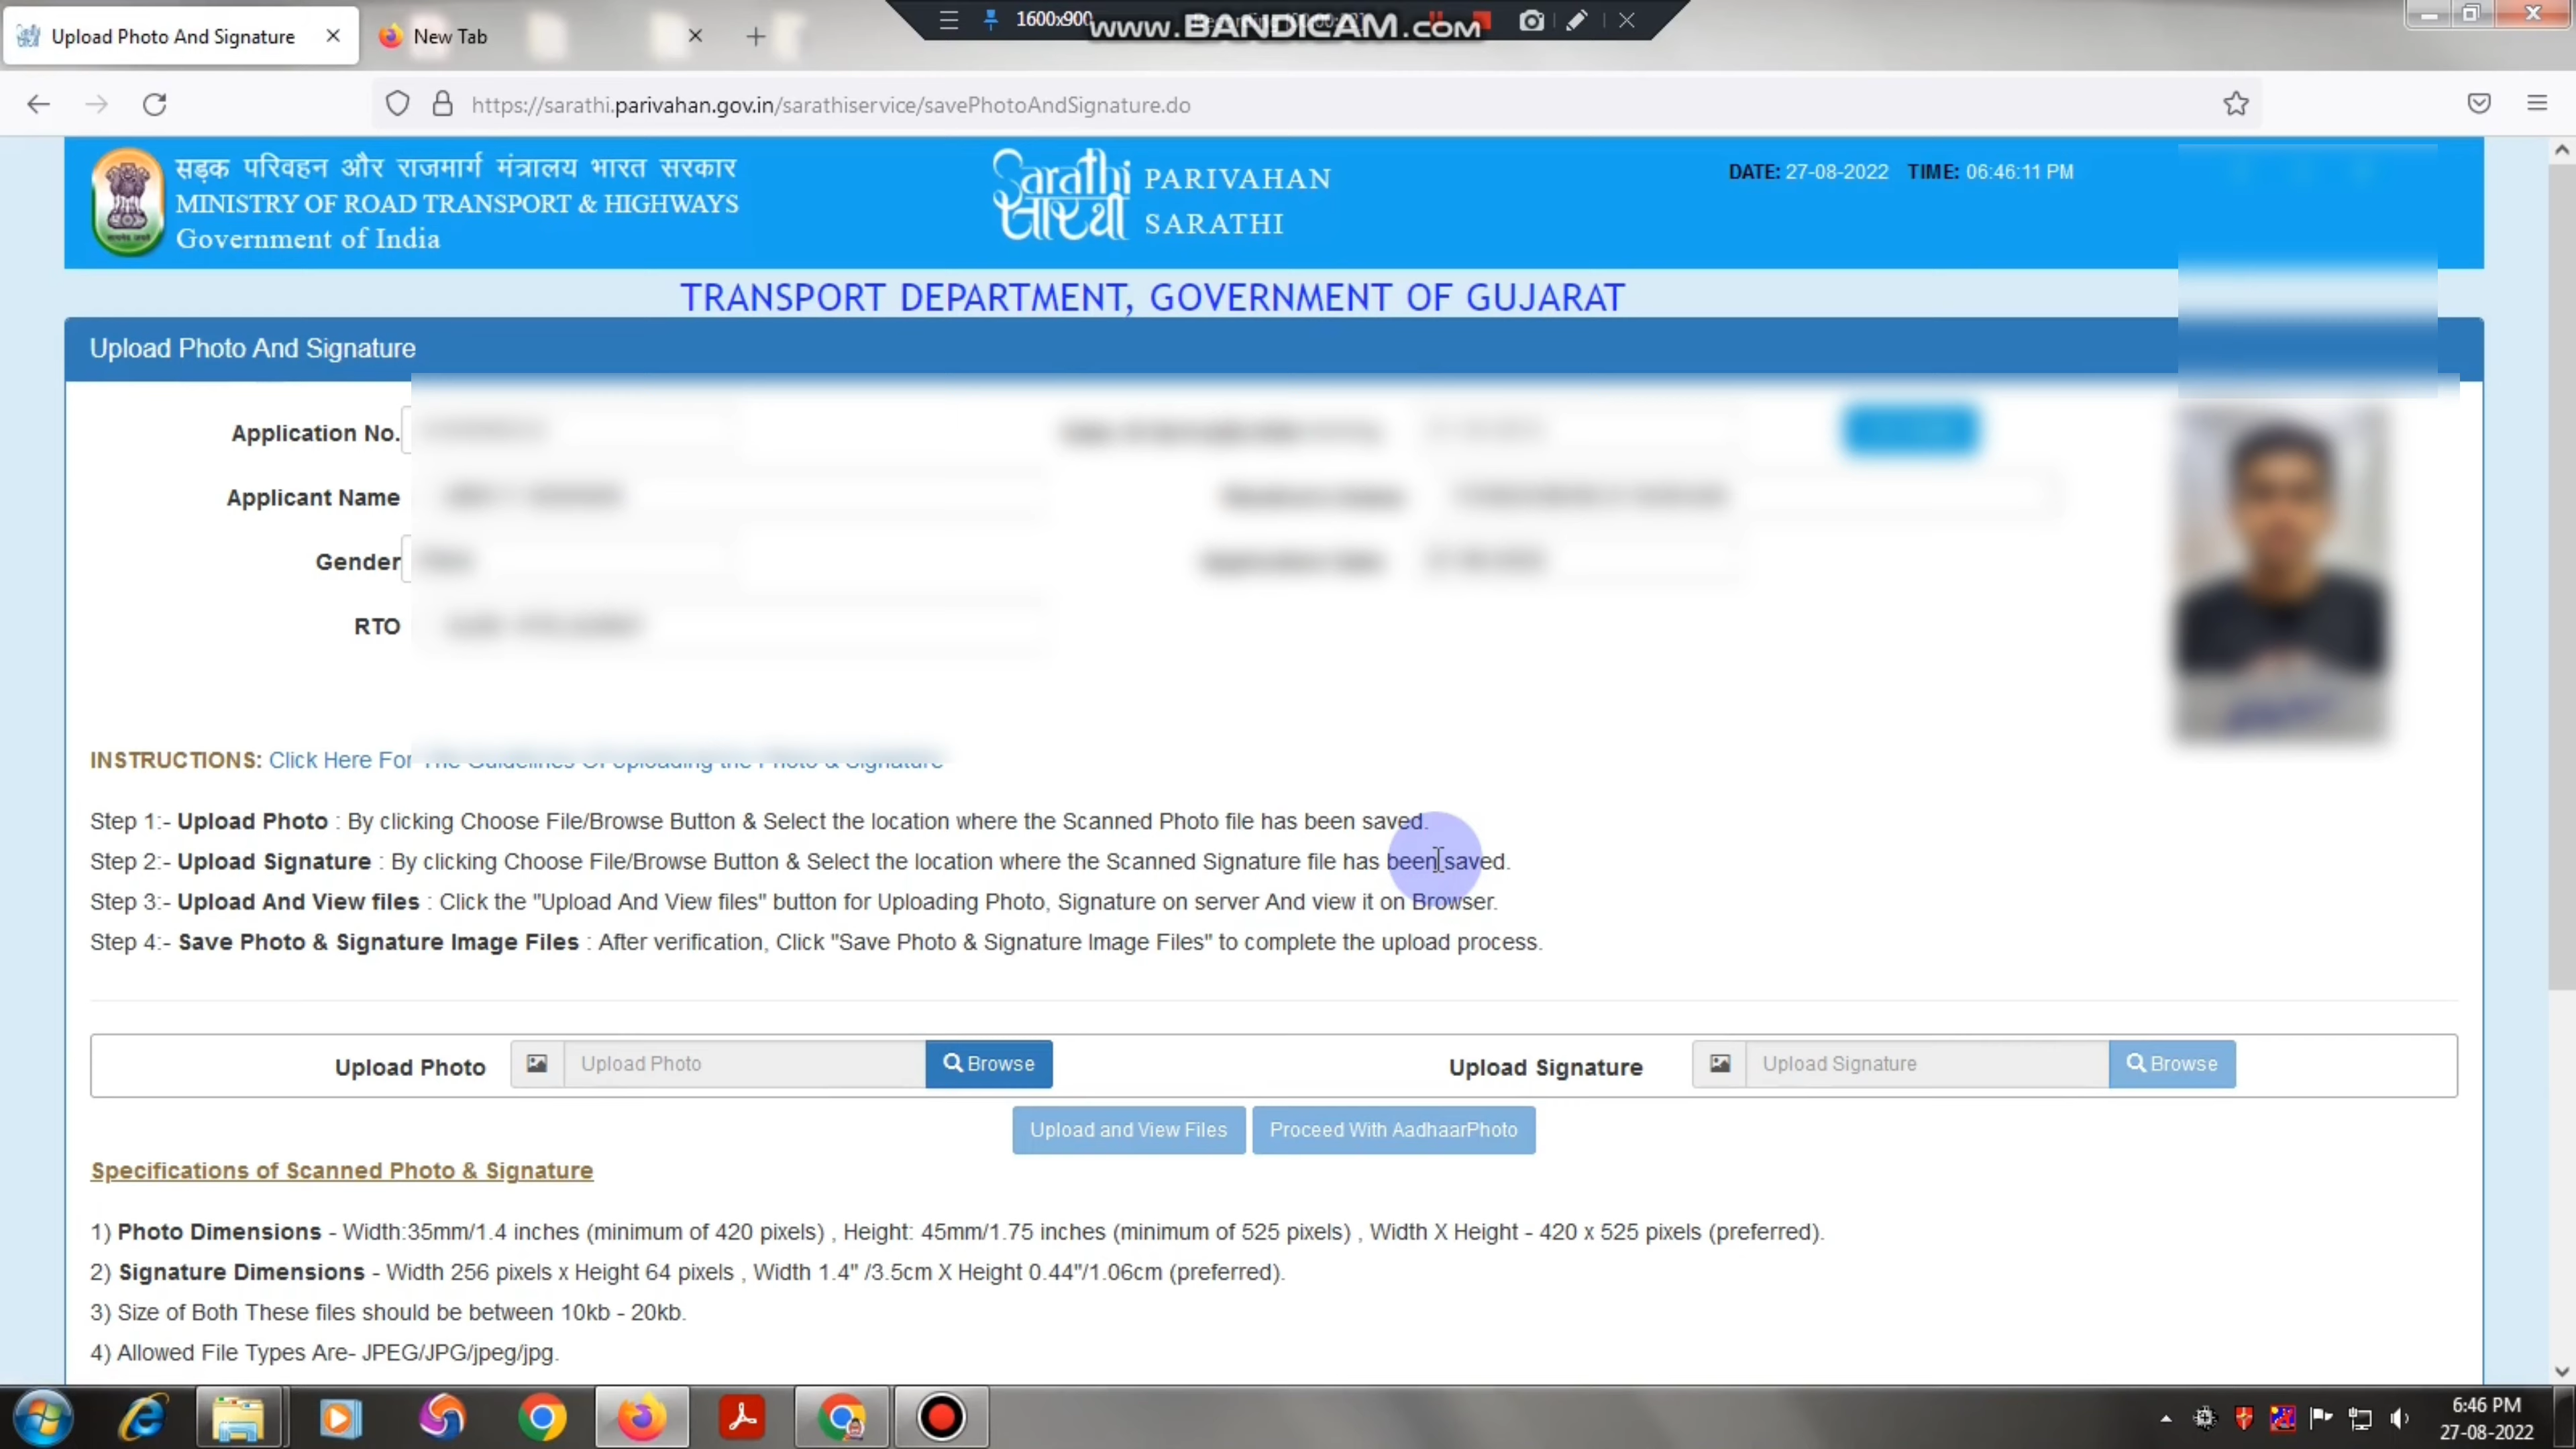 Upload Photo And Signature
New Tab
1600x900
www.BANDICAM.com
https://sarathi.parivahan.gov.in/sarathiservice/savePhotoAndSignature.do
सड़क परिवहन और राजमार्ग मंत्रालय भारत सरकार
MINISTRY OF ROAD TRANSPORT & HIGHWAYS
Government of India
Sarathi
सारथी
PARIVAHAN
SARATHI
DATE: 27-08-2022 TIME: 06:46:11 PM
TRANSPORT DEPARTMENT, GOVERNMENT OF GUJARAT
Upload Photo And Signature
Application No.
Applicant Name
Gender
RTO
INSTRUCTIONS: Click Here For The Guidelines Of Uploading the Photo & Signature
Step 1:- Upload Photo : By clicking Choose File/Browse Button & Select the location where the Scanned Photo file has been saved.
Step 2:- Upload Signature : By clicking Choose File/Browse Button & Select the location where the Scanned Signature file has been saved.
Step 3:- Upload And View files : Click the "Upload And View files" button for Uploading Photo, Signature on server And view it on Browser.
Step 4:- Save Photo & Signature Image Files : After verification, Click "Save Photo & Signature Image Files" to complete the upload process.
Upload Photo Upload Photo Browse Upload Signature Upload Signature Browse
Upload and View Files Proceed With AadhaarPhoto
Specifications of Scanned Photo & Signature
1) Photo Dimensions - Width:35mm/1.4 inches (minimum of 420 pixels) , Height: 45mm/1.75 inches (minimum of 525 pixels) , Width X Height - 420 x 525 pixels (preferred).
2) Signature Dimensions - Width 256 pixels x Height 64 pixels , Width 1.4" /3.5cm X Height 0.44"/1.06cm (preferred).
3) Size of Both These files should be between 10kb - 20kb.
4) Allowed File Types Are- JPEG/JPG/jpeg/jpg.
6:46 PM
27-08-2022